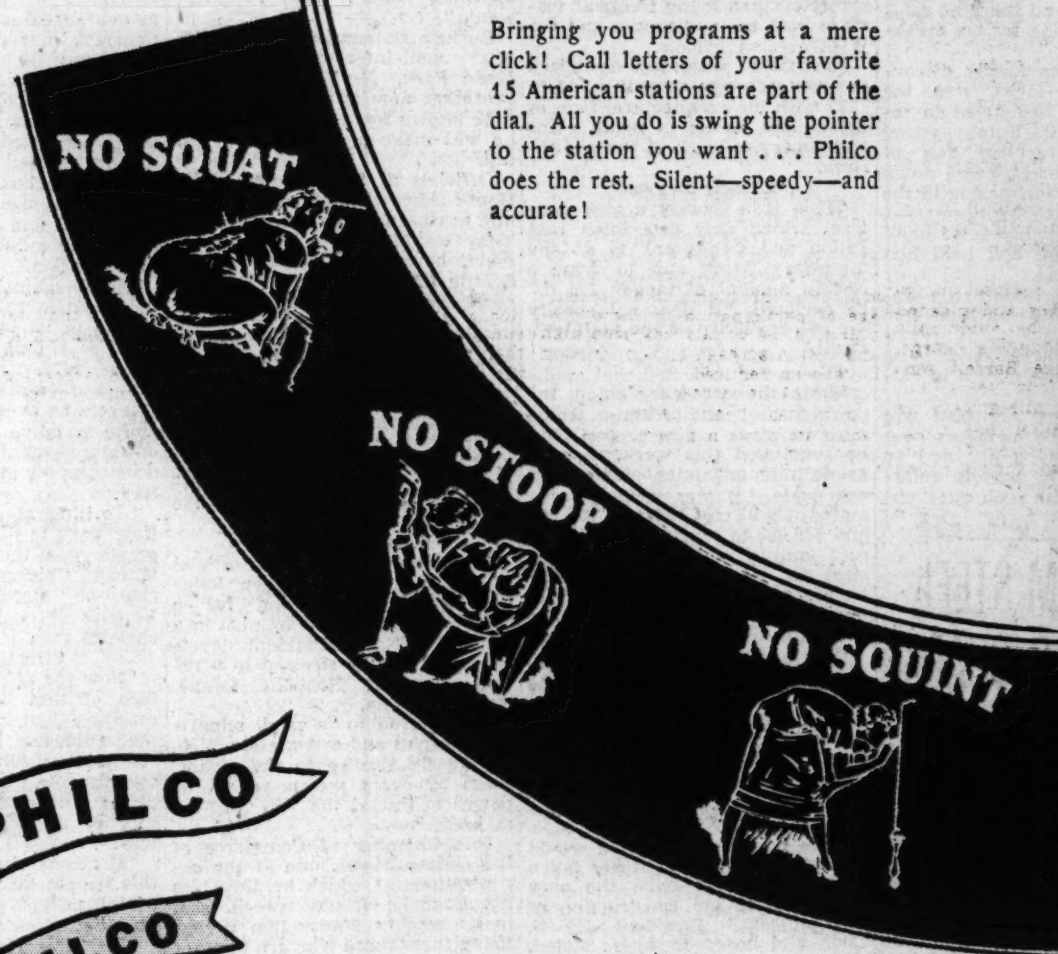 Bringing you programs at a mere
click! Call letters of your favorite
15 American stations are part of the
dial. All you do is swing the pointer
to the station you want . . . Philco
does the rest. Silent—speedy—and
accurate!
NO SQUAT
NO STOOP
NO SQUINT
PHILCO